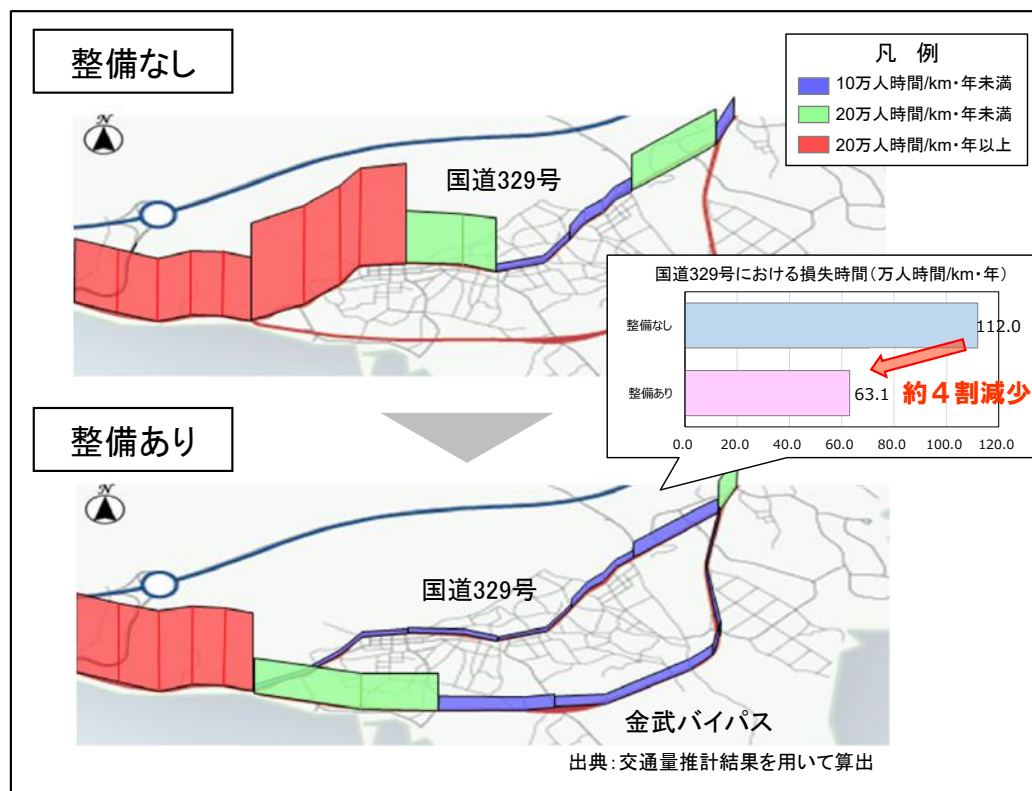 整備なし
N
凡 例
10万人時間/km・年未満
20万人時間/km・年未満
20万人時間/km・年以上
国道329号
国道329号における損失時間(万人時間/km・年)
整備なし
112.0
整備あり
63.1
約4割減少
0.0 20.0 40.0 60.0 80.0 100.0 120.0
整備あり
N
国道329号
金武バイパス
出典:交通量推計結果を用いて算出